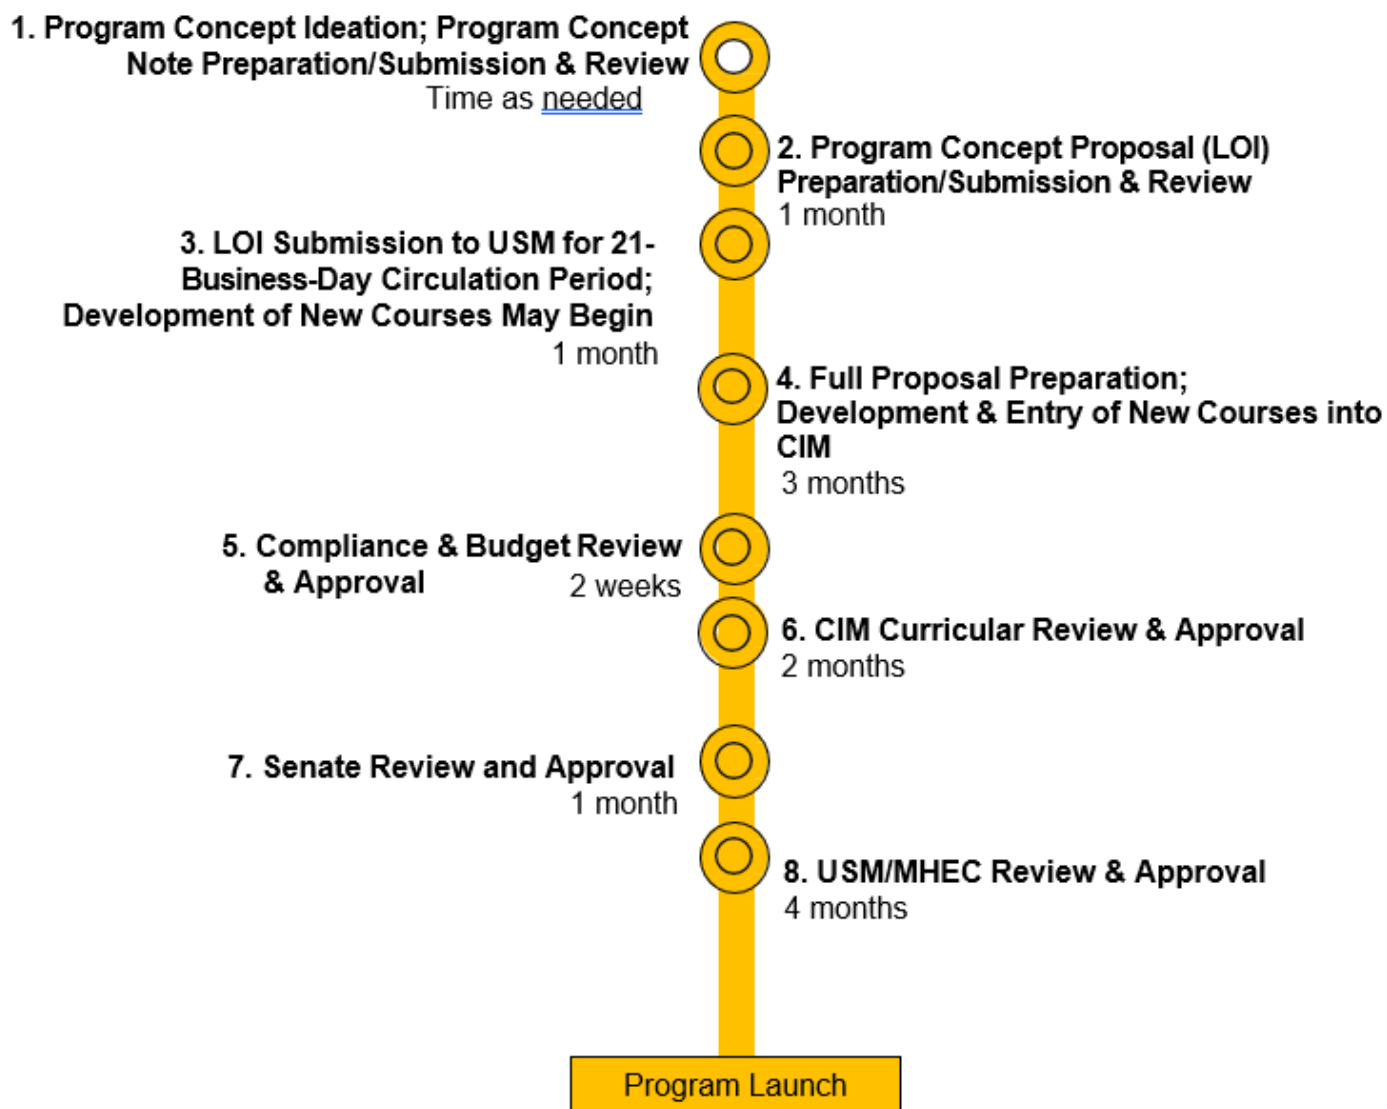 1. Program Concept Ideation; Program Concept
Note Preparation/Submission & Review
Time as needed
2. Program Concept Proposal (LOI)
Preparation/Submission & Review
1 month
3. LOI Submission to USM for 21-
Business-Day Circulation Period;
Development of New Courses May Begin
1 month
4. Full Proposal Preparation;
Development & Entry of New Courses into
CIM
3 months
5. Compliance & Budget Review
& Approval 2 weeks
6. CIM Curricular Review & Approval
2 months
7. Senate Review and Approval
1 month
8. USM/MHEC Review & Approval
4 months
Program Launch